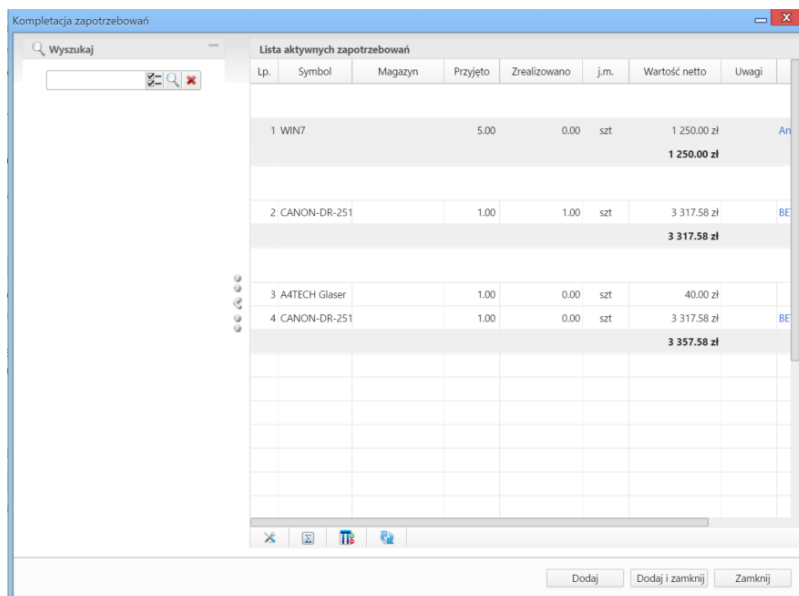 Kompletacja zapotrzebowań
Wyszukaj
Lista aktywnych zapotrzebowań
Lp. Symbol Magazyn Przyjęto Zrealizowano j.m. Wartość netto Uwagi
1 WIN7 5.00 0.00 szt 1 250.00 zł An
1 250.00 zł
2 CANON-DR-251 1.00 1.00 szt 3 317.58 zł BE
3 317.58 zł
3 A4TECH Glaser 1.00 0.00 szt 40.00 zł
4 CANON-DR-251 1.00 0.00 szt 3 317.58 zł BE
3 357.58 zł
Dodaj Dodaj i zamknij Zamknij